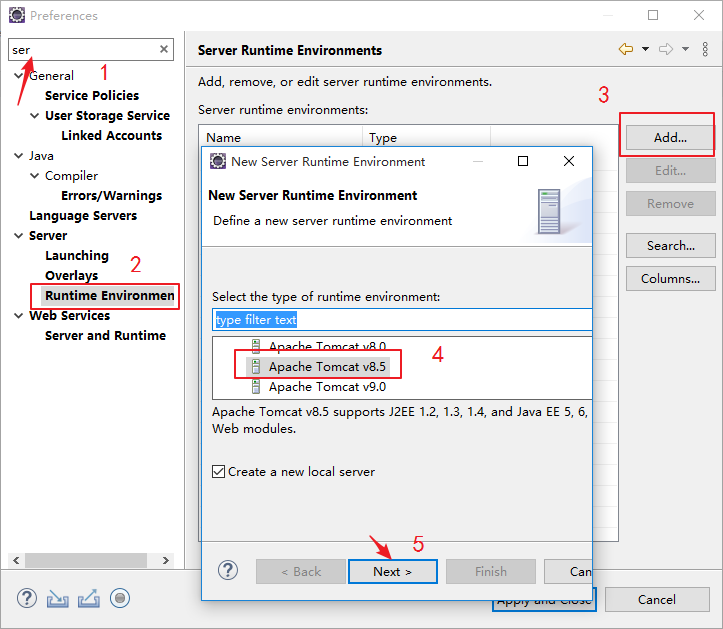 Preferences
ser
1
General
Service Policies
User Storage Service
Linked Accounts
Java
Compiler
Errors/Warnings
Language Servers
Server
Launching
Overlays
2
Runtime Environmen
Web Services
Server and Runtime
Server Runtime Environments
Add, remove, or edit server runtime environments.
Server runtime environments:
3
Name Type
Add...
Edit...
Remove
Search...
Columns...
New Server Runtime Environment
New Server Runtime Environment
Define a new server runtime environment
Select the type of runtime environment:
type filter text
Apache Tomcat v8.0
Apache Tomcat v8.5
4
Apache Tomcat v9.0
Apache Tomcat v8.5 supports J2EE 1.2, 1.3, 1.4, and Java EE 5, 6,
Web modules.
Create a new local server
5
< Back Next > Finish Can
Apply and Close Cancel